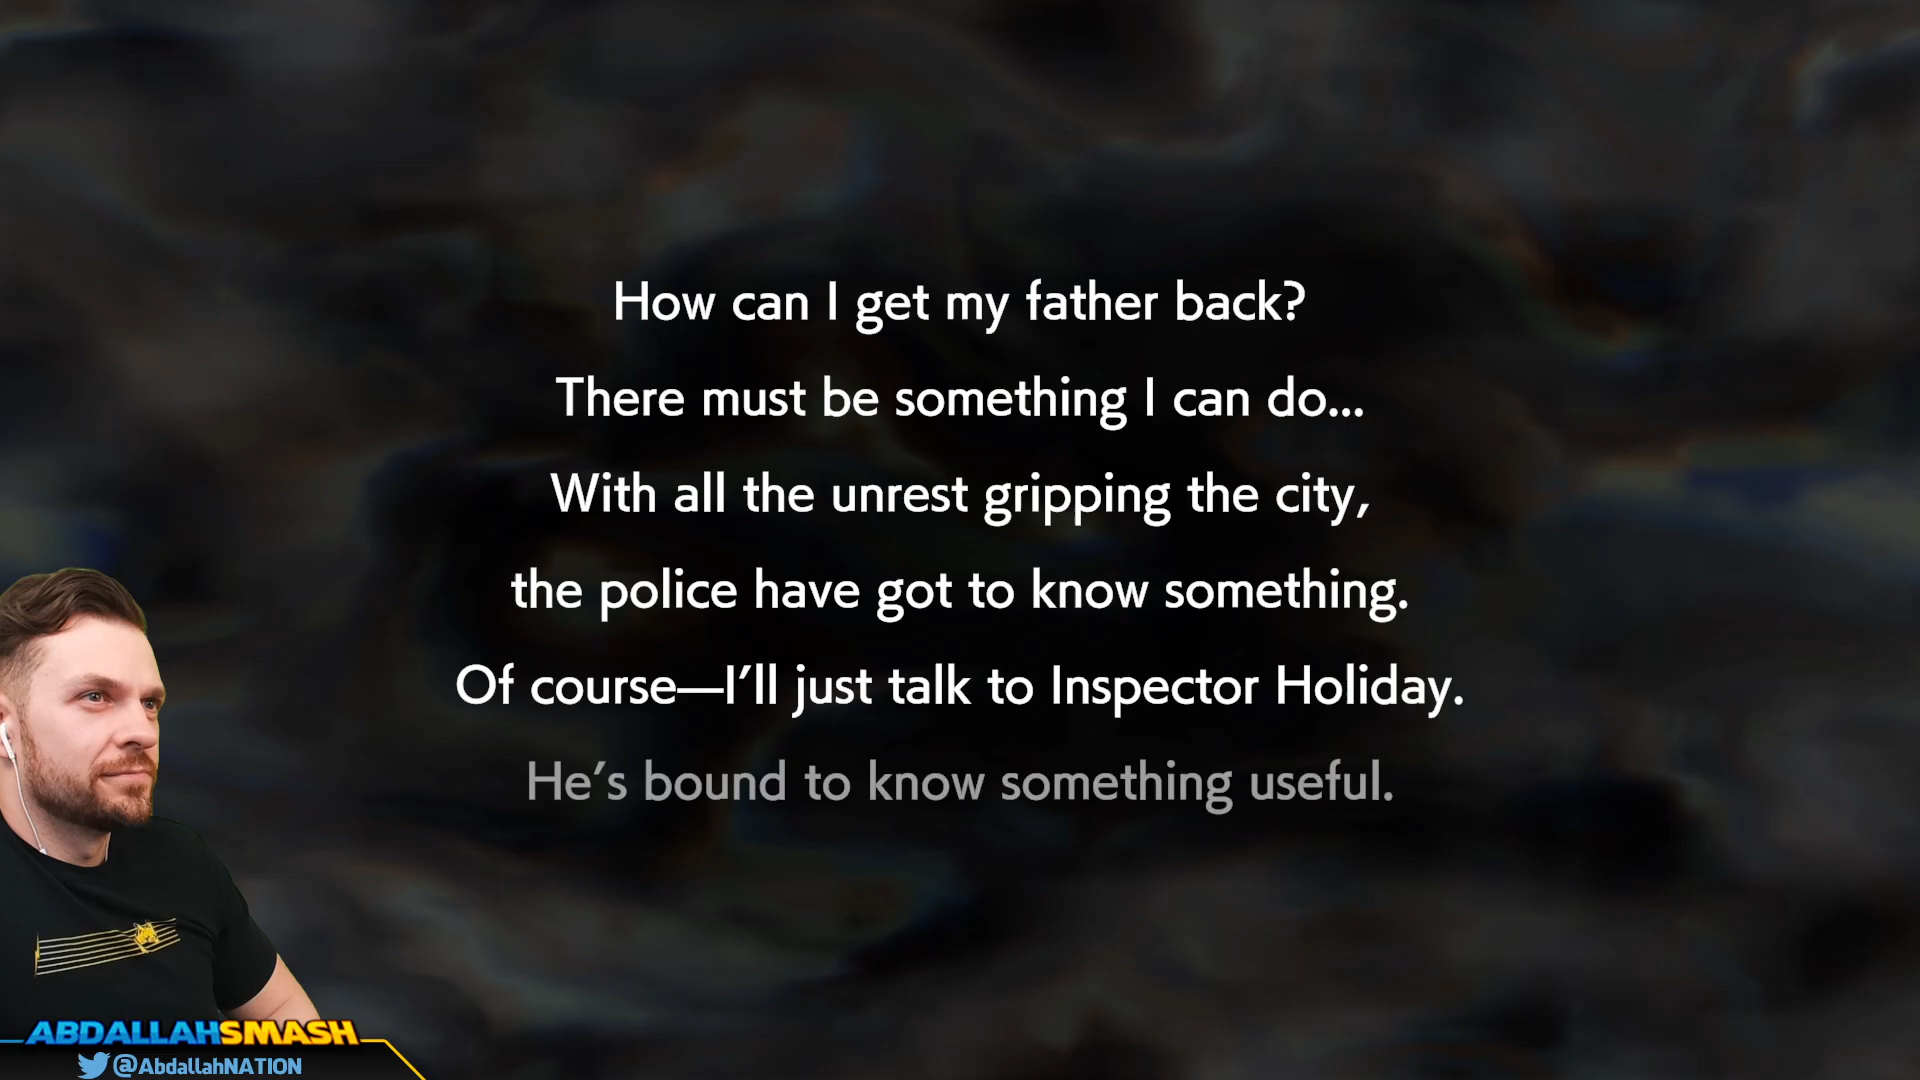 How can I get my father back?
There must be something I can do...
With all the unrest gripping the city,
the police have got to know something.
Of course—I'll just talk to Inspector Holiday.
He's bound to know something useful.
ABDALLAHSMASH
@AbdallahNATION